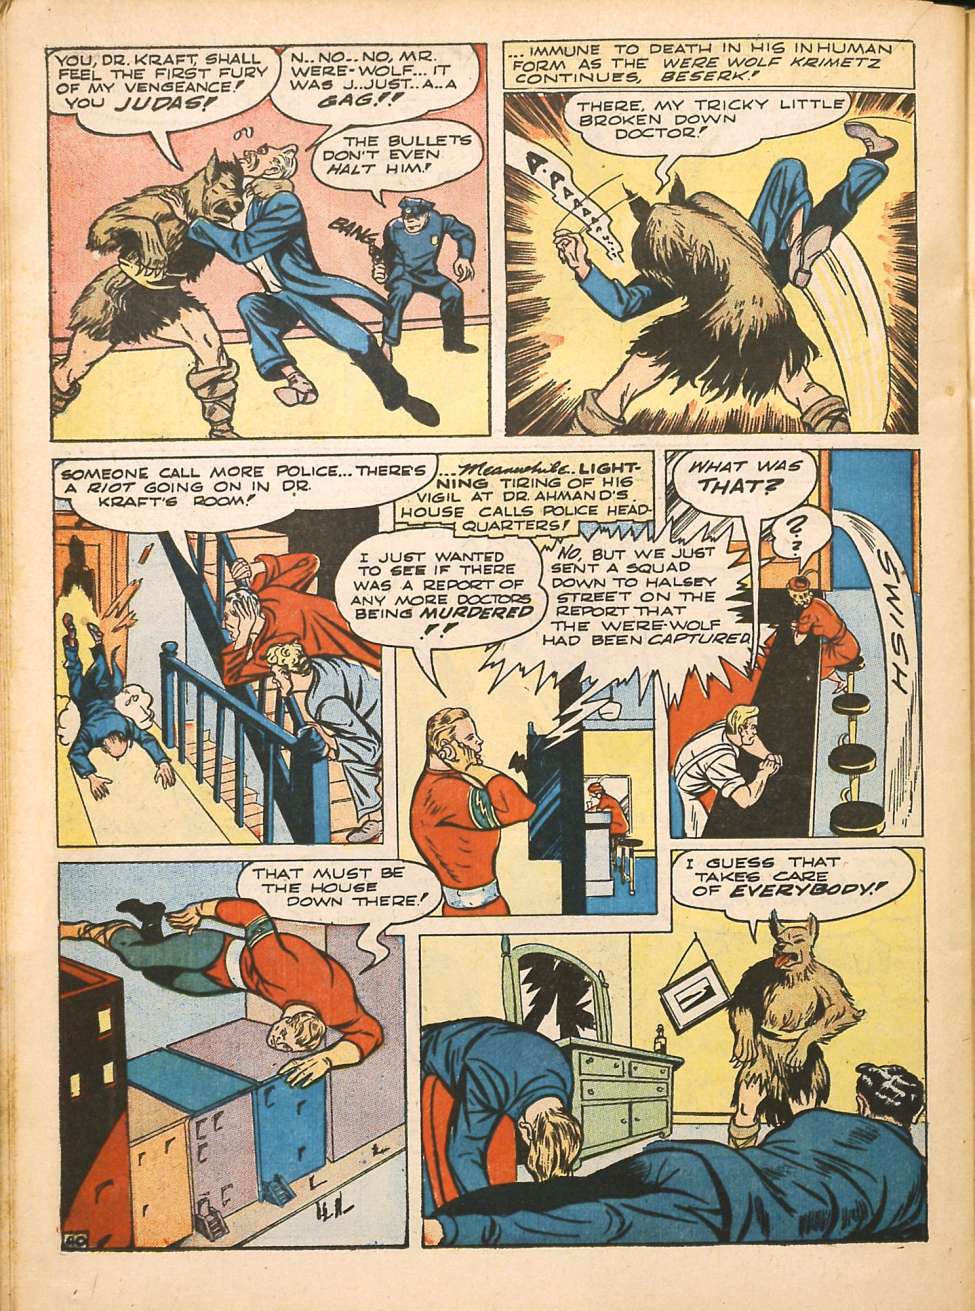 YOU, DR. KRAFT, SHALL
FEEL THE FIRST FURY
OF MY VENGEANCE!
YOU JUDAS!
N..NO..NO, MR.
WERE-WOLF... IT
WAS J..JUST..A..A
GAG!!!
THE BULLETS
DON'T EVEN
HALT HIM!
BANG
...IMMUNE TO DEATH IN HIS INHUMAN
FORM AS THE WERE WOLF KRIMETZ
CONTINUES, BESERK!
THERE, MY TRICKY LITTLE
BROKEN DOWN
DOCTOR!
SOMEONE CALL MORE POLICE... THERE'S
A RIOT GOING ON IN DR.
KRAFT'S ROOM!
...Meanwhile..LIGHT-
NING TIRING OF HIS
VIGIL AT DR. AHMAND'S
HOUSE CALLS POLICE HEAD-
QUARTERS!
I JUST WANTED
TO SEE IF THERE
WAS A REPORT OF
ANY MORE DOCTORS
BEING MURDERED
!!
NO, BUT WE JUST
SENT A SQUAD
DOWN TO HALSEY
STREET ON THE
REPORT THAT
THE WERE-WOLF
HAD BEEN CAPTURED
WHAT WAS
THAT?
?
?
SWISH
THAT MUST BE
THE HOUSE
DOWN THERE!
60
I GUESS THAT
TAKES CARE
OF EVERYBODY!